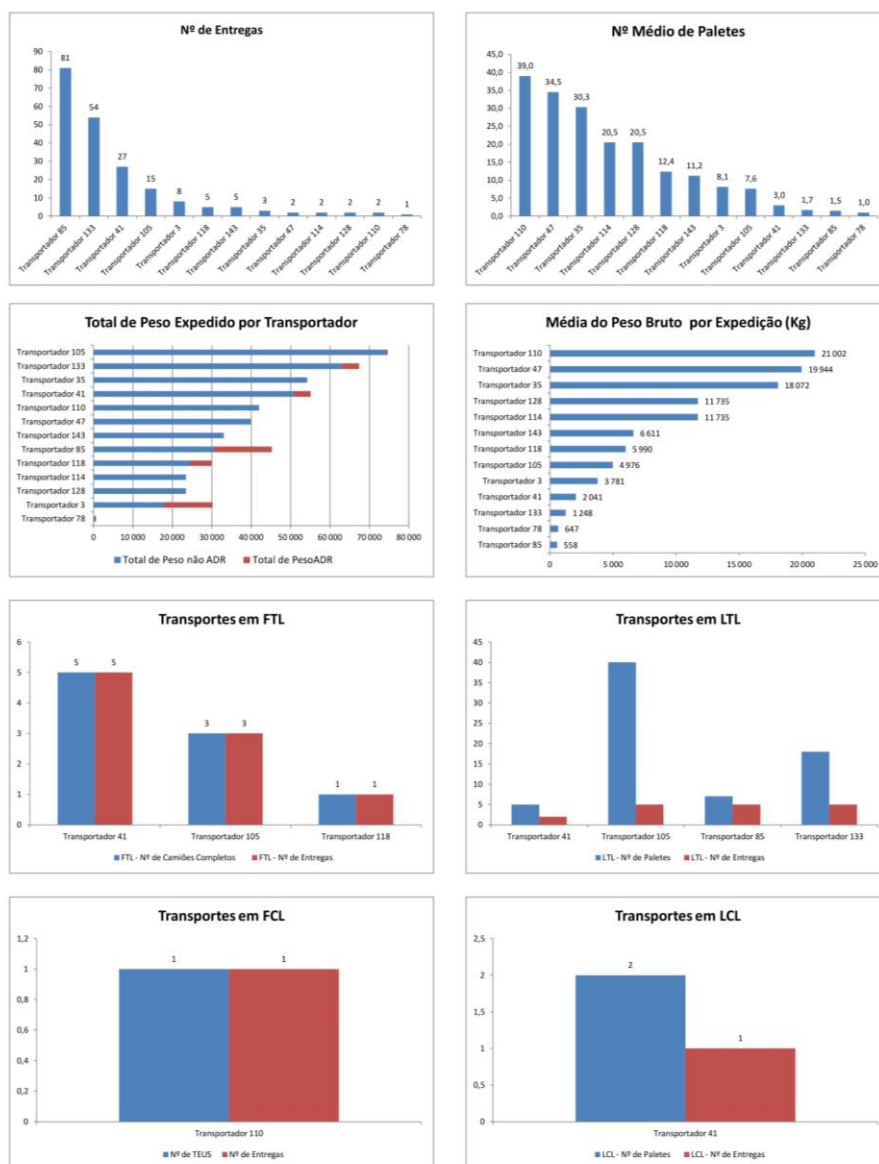 Nº de Entregas
90
80
70
60
50
40
30
20
10
0
81
54
27
15
8
5
5
3
2
2
2
2
1
Transportador 85
Transportador 133
Transportador 41
Transportador 105
Transportador 3
Transportador 118
Transportador 143
Transportador 35
Transportador 47
Transportador 114
Transportador 128
Transportador 110
Transportador 78
Nº Médio de Paletes
45,0
40,0
35,0
30,0
25,0
20,0
15,0
10,0
5,0
0,0
39,0
34,5
30,3
20,5
20,5
12,4
11,2
8,1
7,6
3,0
1,7
1,5
1,0
Transportador 110
Transportador 47
Transportador 35
Transportador 114
Transportador 128
Transportador 118
Transportador 143
Transportador 3
Transportador 105
Transportador 41
Transportador 133
Transportador 85
Transportador 78
Total de Peso Expedido por Transportador
Transportador 105
Transportador 133
Transportador 35
Transportador 41
Transportador 110
Transportador 47
Transportador 143
Transportador 85
Transportador 118
Transportador 114
Transportador 128
Transportador 3
Transportador 78
0 10 000 20 000 30 000 40 000 50 000 60 000 70 000 80 000
Total de Peso não ADR Total de PesoADR
Média do Peso Bruto por Expedição (Kg)
Transportador 110 21 002
Transportador 47 19 944
Transportador 35 18 072
Transportador 128 11 735
Transportador 114 11 735
Transportador 143 6 611
Transportador 118 5 990
Transportador 105 4 976
Transportador 3 3 781
Transportador 41 2 041
Transportador 133 1 248
Transportador 78 647
Transportador 85 558
0 5 000 10 000 15 000 20 000 25 000
Transportes em FTL
6
5
4
3
2
1
0
5 5
3 3
1 1
Transportador 41 Transportador 105 Transportador 118
FTL - Nº de Camiões Completos FTL - Nº de Entregas
Transportes em LTL
45
40
35
30
25
20
15
10
5
0
Transportador 41 Transportador 105 Transportador 85 Transportador 133
LTL - Nº de Paletes LTL - Nº de Entregas
Transportes em FCL
1,2
1
0,8
0,6
0,4
0,2
0
1 1
Transportador 110
Nº de TEUS Nº de Entregas
Transportes em LCL
2,5
2
1,5
1
0,5
0
2
1
Transportador 41
LCL - Nº de Paletes LCL - Nº de Entregas